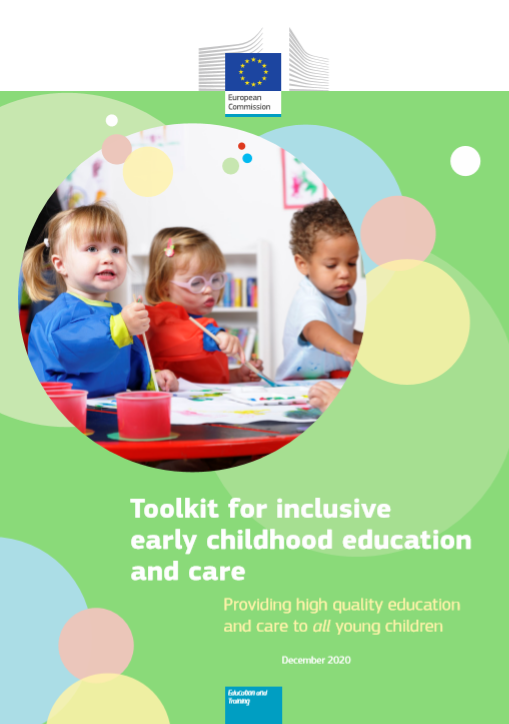 European
Commission
Toolkit for inclusive
early childhood education
and care
Providing high quality education
and care to all young children
December 2020
Education and
Training